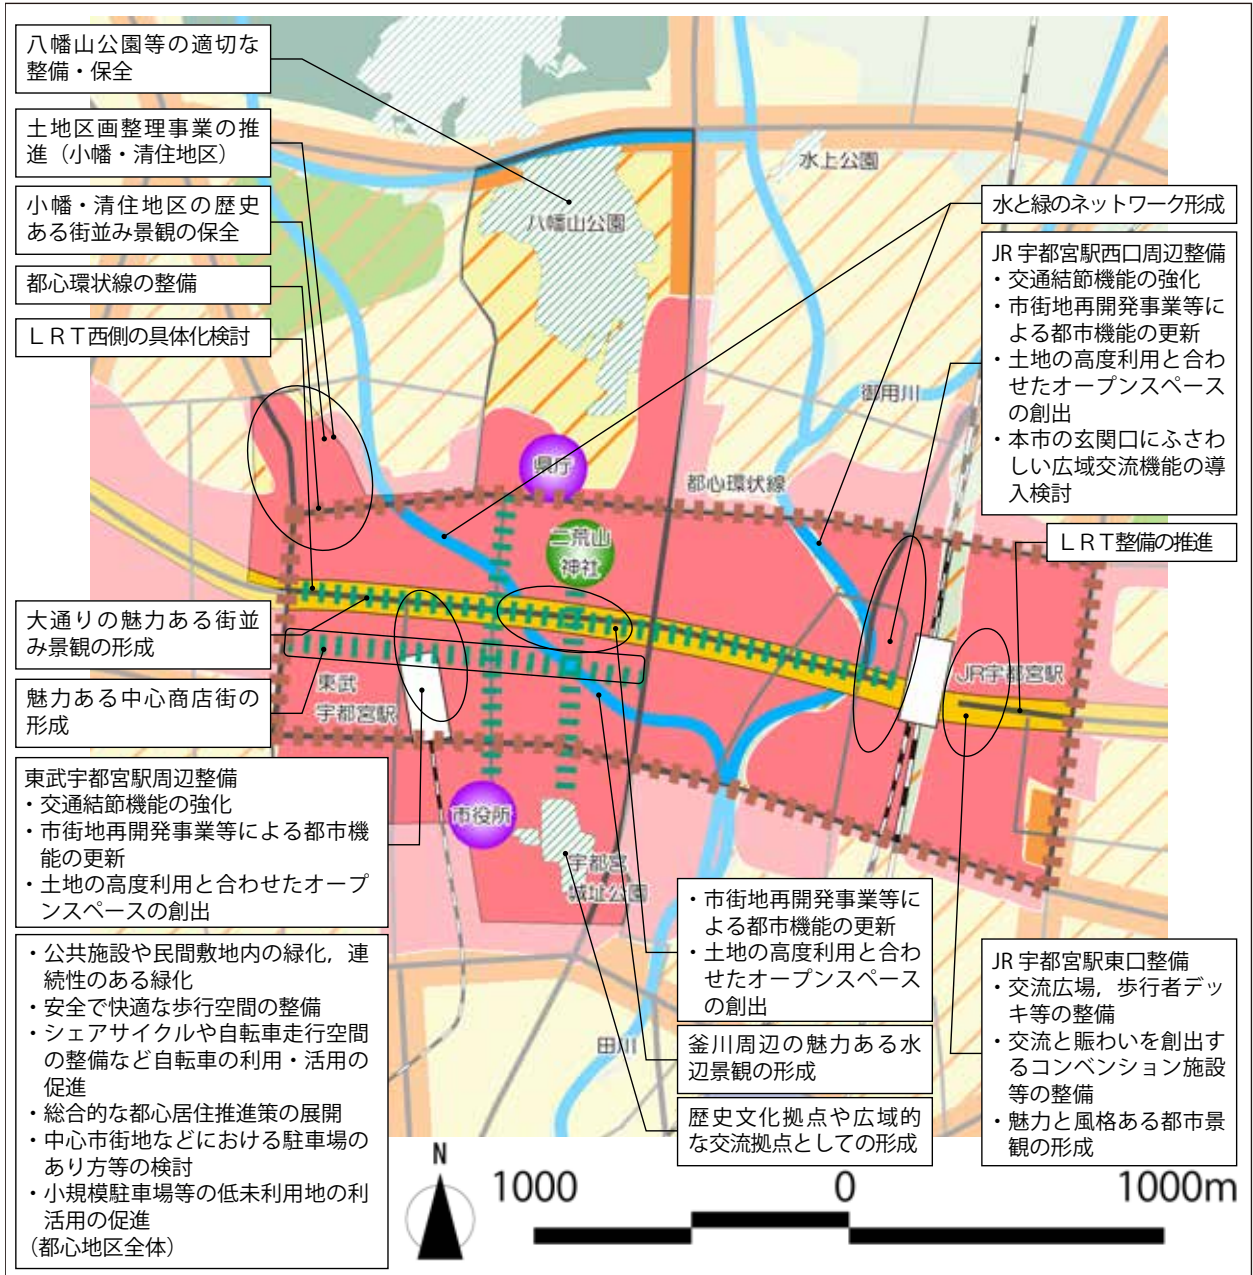 八幡山公園等の適切な
整備・保全
土地区画整理事業の推
進（小幡・清住地区）
小幡・清住地区の歴史
ある街並み景観の保全
都心環状線の整備
ＬＲＴ西側の具体化検討
大通りの魅力ある街並
み景観の形成
魅力ある中心商店街の
形成
東武宇都宮駅周辺整備
・交通結節機能の強化
・市街地再開発事業等による都市機
能の更新
・土地の高度利用と合わせたオープ
ンスペースの創出
・公共施設や民間敷地内の緑化，連
続性のある緑化
・安全で快適な歩行空間の整備
・シェアサイクルや自転車走行空間
の整備など自転車の利用・活用の
促進
・総合的な都心居住推進策の展開
・中心市街地などにおける駐車場の
あり方等の検討
・小規模駐車場等の低未利用地の利
活用の促進
（都心地区全体）
水上公園
八幡山公園
御用川
県庁
都心環状線
二荒山
神社
東武
宇都宮駅
JR宇都宮駅
市役所
宇都宮
城址公園
田川
水と緑のネットワーク形成
JR 宇都宮駅西口周辺整備
・交通結節機能の強化
・市街地再開発事業等に
よる都市機能の更新
・土地の高度利用と合わ
せたオープンスペース
の創出
・本市の玄関口にふさわ
しい広域交流機能の導
入検討
ＬＲＴ整備の推進
・市街地再開発事業等に
よる都市機能の更新
・土地の高度利用と合わ
せたオープンスペース
の創出
釜川周辺の魅力ある水
辺景観の形成
歴史文化拠点や広域的
な交流拠点としての形成
JR 宇都宮駅東口整備
・交流広場，歩行者デッ
キ等の整備
・交流と賑わいを創出す
るコンベンション施設
等の整備
・魅力と風格ある都市景
観の形成
N
1000 0 1000m